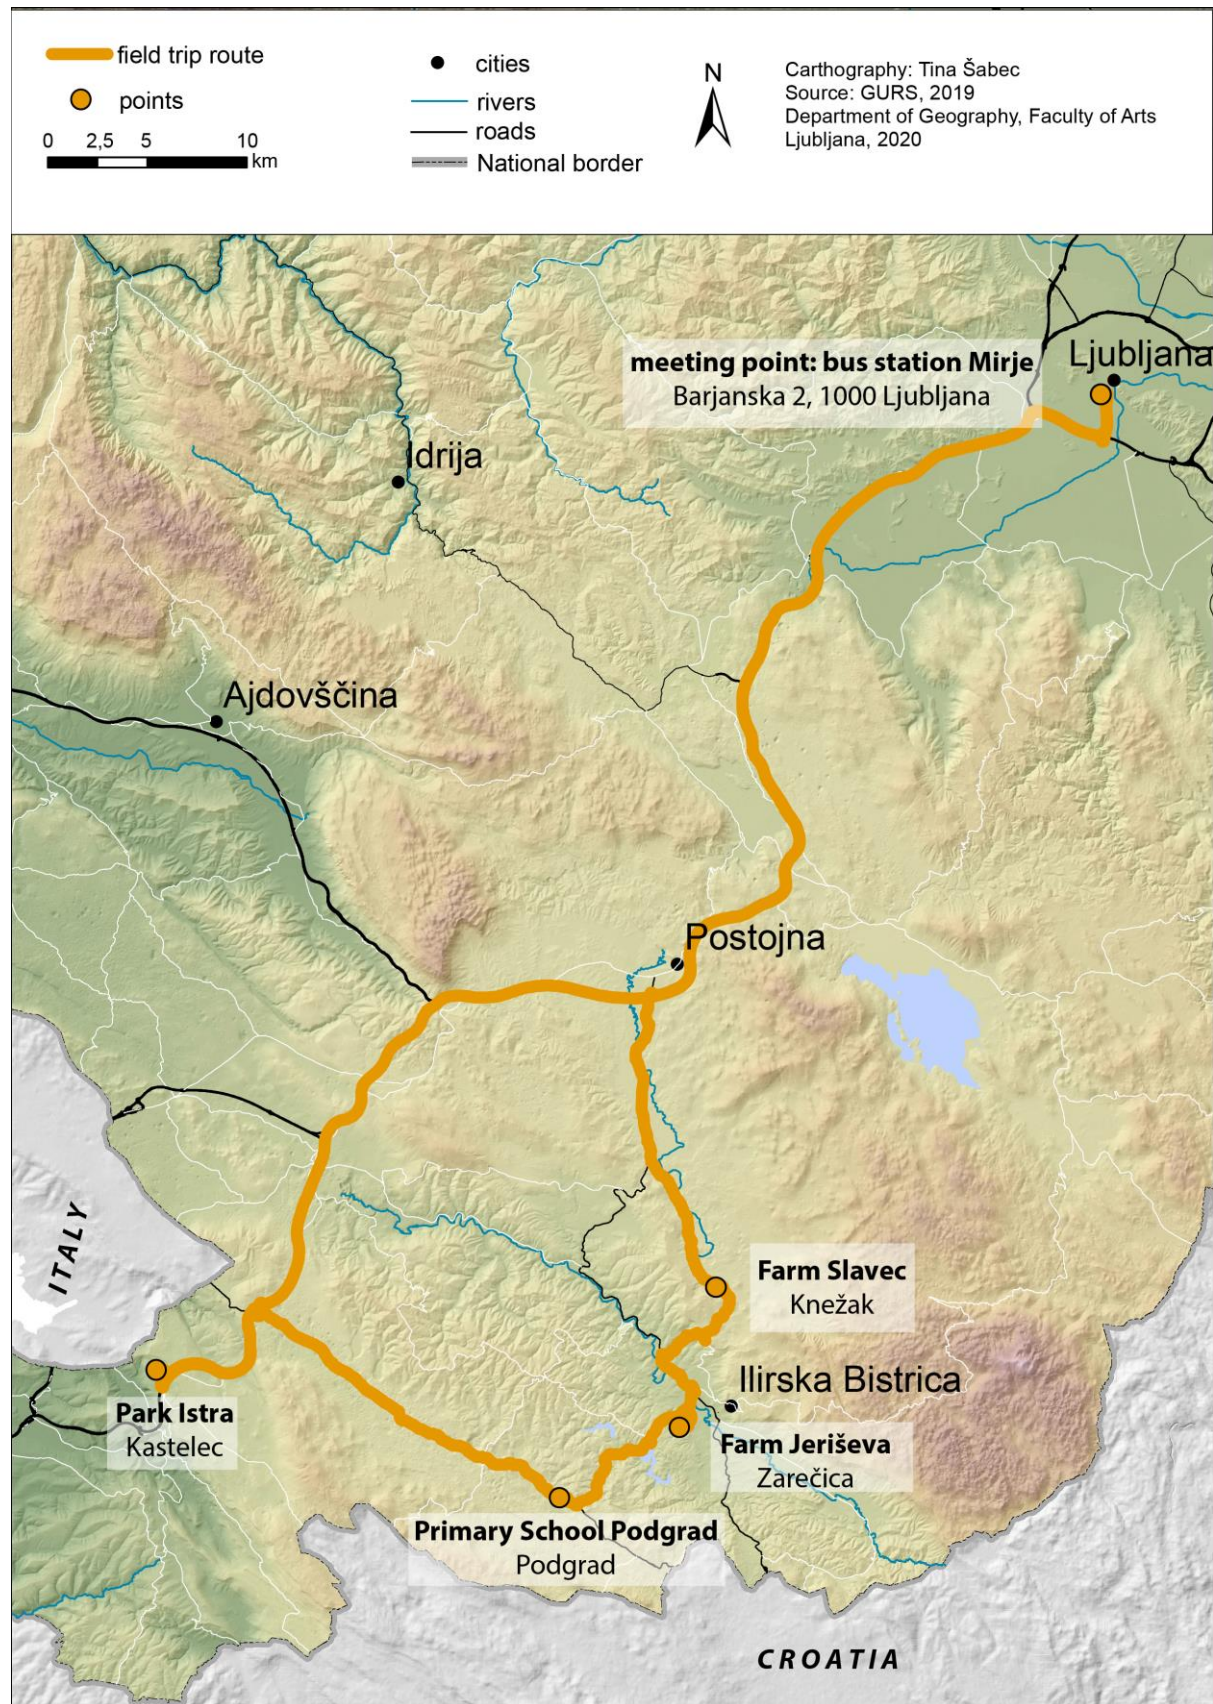 field trip route
points
0 2,5 5 10
km
cities
rivers
roads
National border
N
Carthography: Tina Šabec
Source: GURS, 2019
Department of Geography, Faculty of Arts
Ljubljana, 2020
meeting point: bus station Mirje
Barjanska 2, 1000 Ljubljana
Ljubljana
Idrija
Ajdovščina
Postojna
ITALY
Farm Slavec
Knežak
Ilirska Bistrica
Park Istra
Kastelec
Farm Jeriševa
Zarečica
Primary School Podgrad
Podgrad
CROATIA